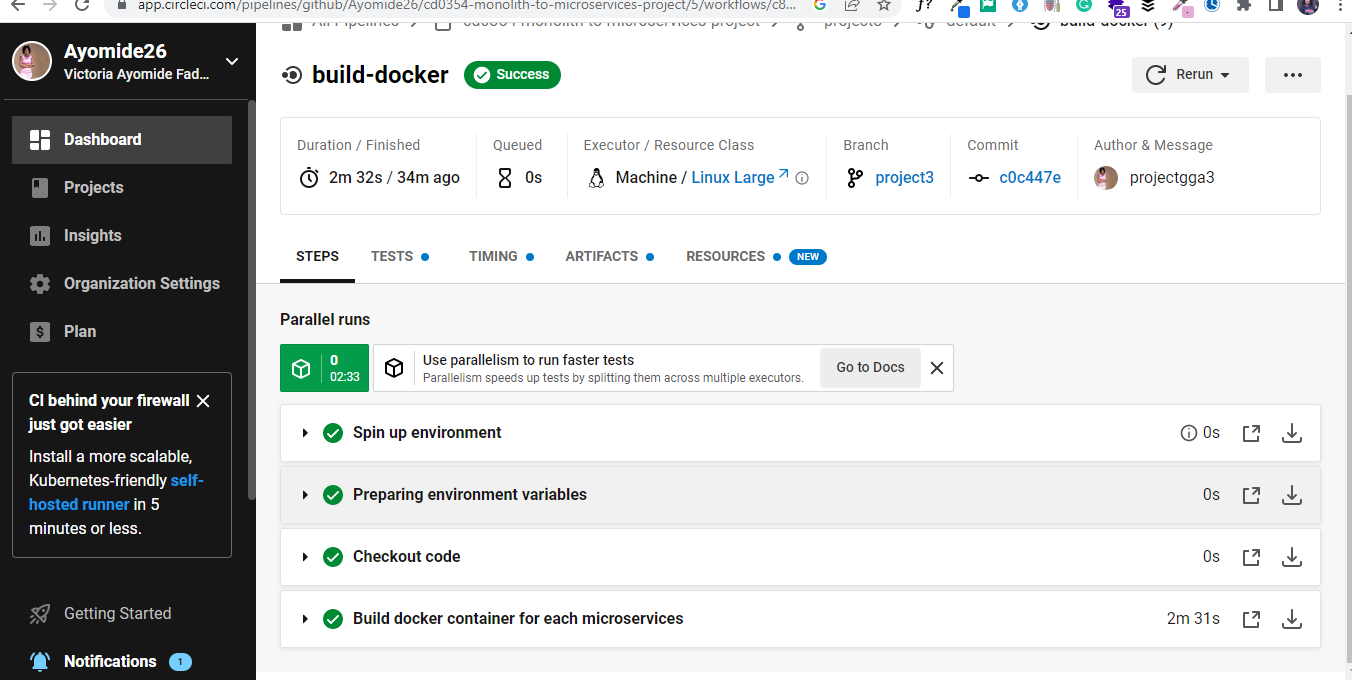 app.circleci.com/pipelines/github/Ayomide26/cd0354-monolith-to-microservices-project/5/workflows/c8...
25
All Pipelines
cd0354-monolith-to-microservices-project
projects
default
build-docker (9)
Ayomide26
Victoria Ayomide Fad...
build-docker
Success
Rerun
Dashboard
Projects
Insights
Organization Settings
$
Plan
CI behind your firewall
just got easier
Install a more scalable,
Kubernetes-friendly self-
hosted runner in 5
minutes or less.
Getting Started
Notifications 1
Duration / Finished
2m 32s / 34m ago
Queued
0s
Executor / Resource Class
Machine / Linux Large
Branch
project3
Commit
c0c447e
Author & Message
projectgga3
STEPS
TESTS
TIMING
ARTIFACTS
RESOURCES
NEW
Parallel runs
0
02:33
Use parallelism to run faster tests
Parallelism speeds up tests by splitting them across multiple executors.
Go to Docs
Spin up environment
0s
Preparing environment variables
0s
Checkout code
0s
Build docker container for each microservices
2m 31s